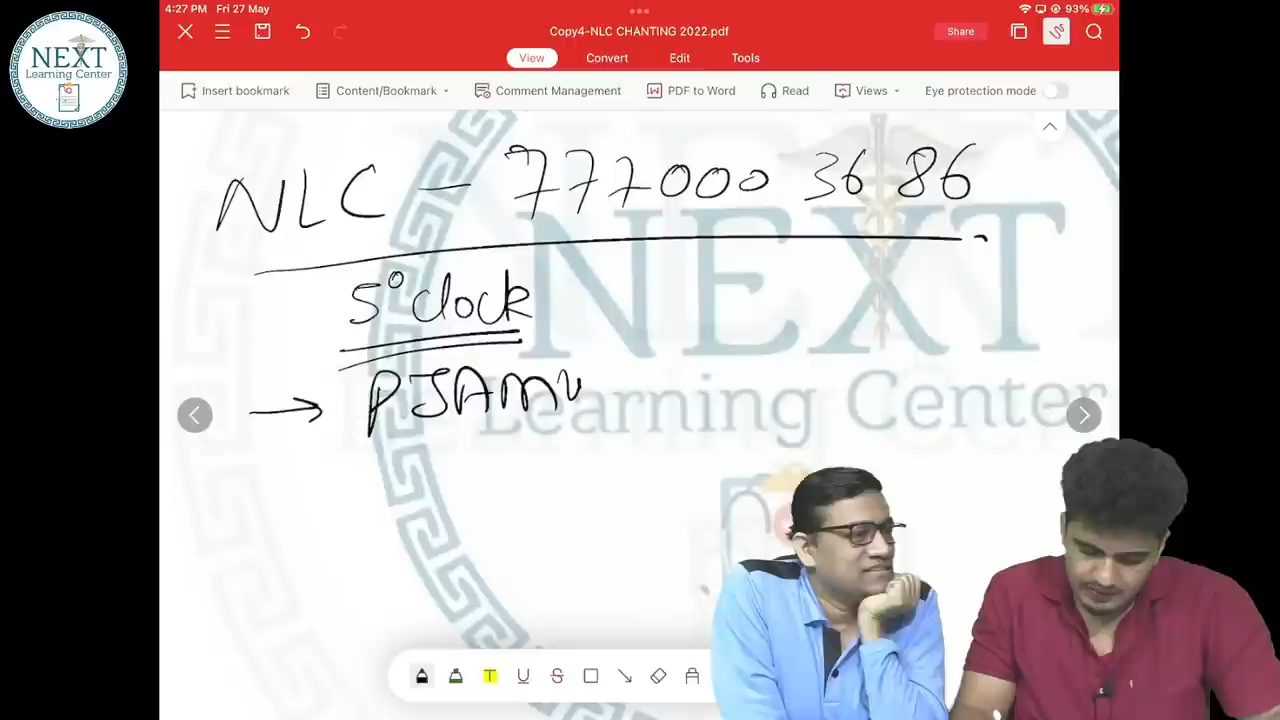 4:27 PM Fri 27 May
93%
Copy4-NLC CHANTING 2022.pdf
Share
View Convert Edit Tools
Insert bookmark Content/Bookmark Comment Management PDF to Word Read Views Eye protection mode
NEXT
Learning Center
NLC - 777000 3686
5°clock
→ PJAM
NEXT
Learning Center
T U S